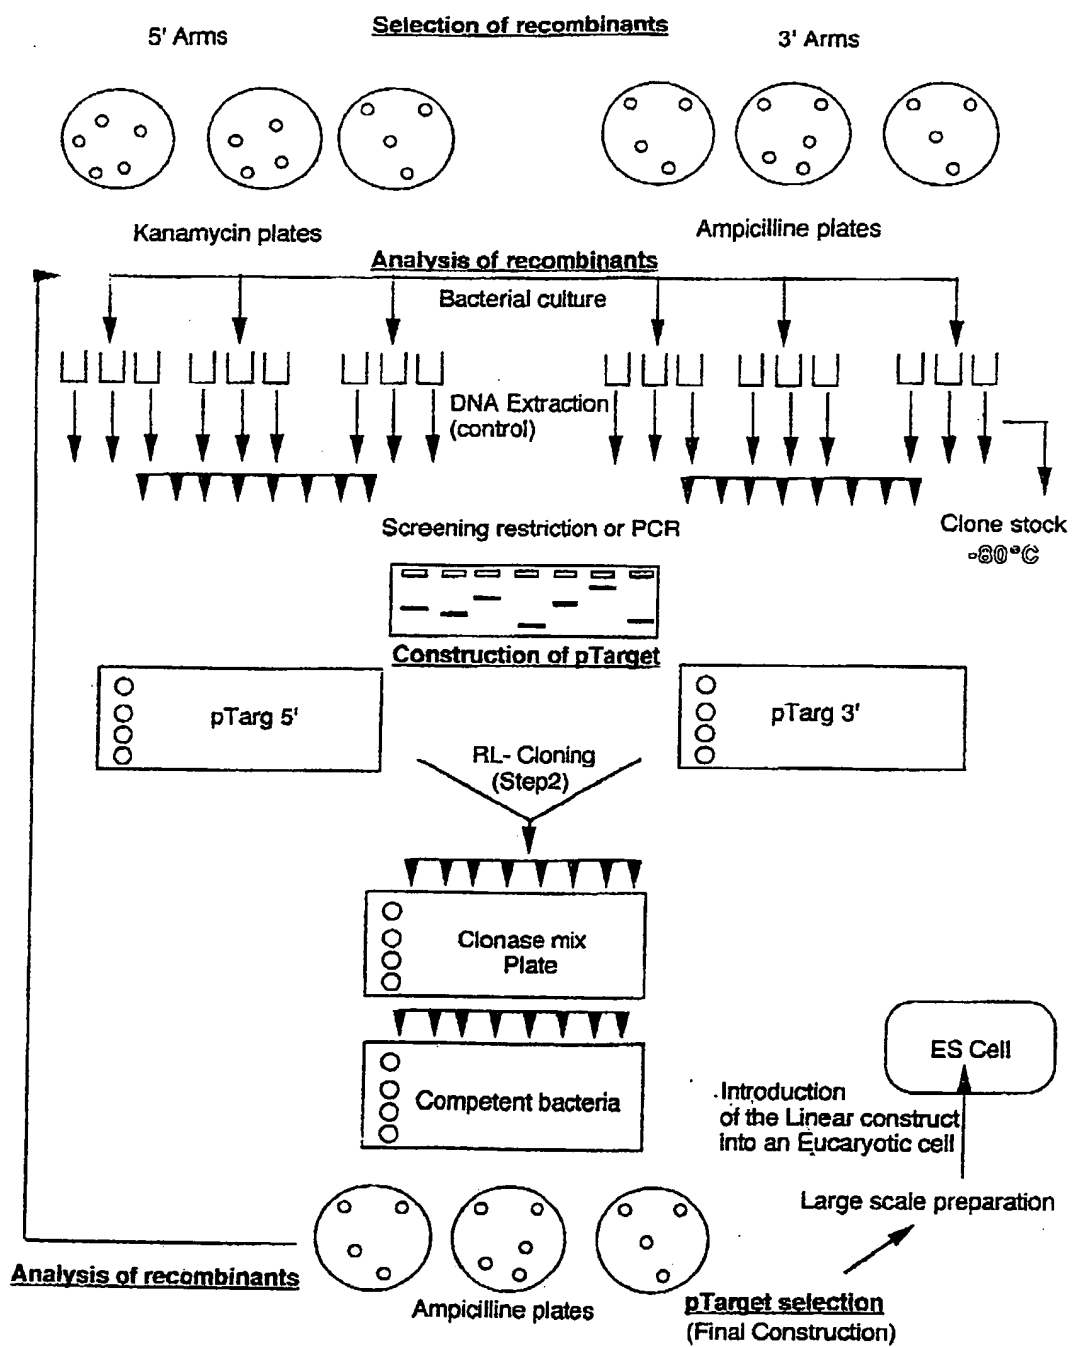 Selection of recombinants
5' Arms
3' Arms
Kanamycin plates
Ampicilline plates
Analysis of recombinants
Bacterial culture
DNA Extraction
(control)
Clone stock
-80°C
Screening restriction or PCR
Construction of pTarget
pTarg 5'
pTarg 3'
RL- Cloning
(Step2)
Clonase mix
Plate
Competent bacteria
ES Cell
Introduction
of the Linear construct
into an Eucaryotic cell
Large scale preparation
Analysis of recombinants
Ampicilline plates
pTarget selection
(Final Construction)